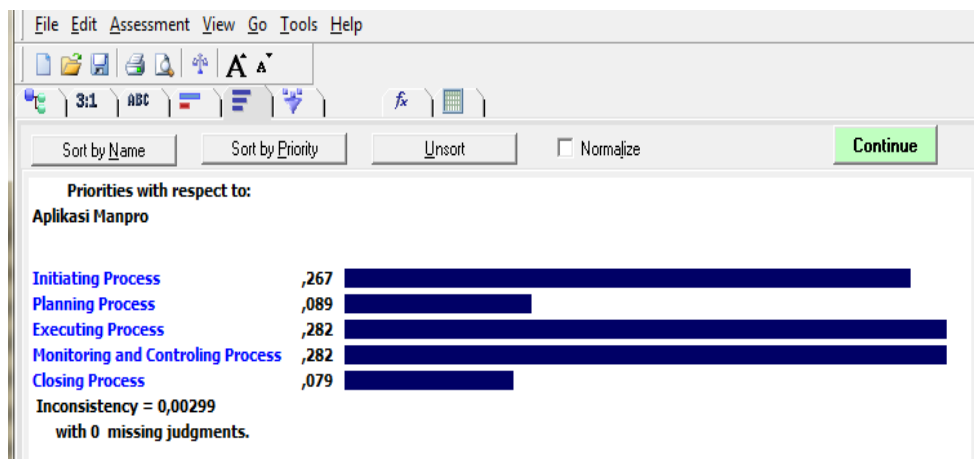 File Edit Assessment View Go Tools Help
A A
3:1 ABC fx
Sort by Name Sort by Priority Unsort Normalize Continue
Priorities with respect to:
Aplikasi Manpro
Initiating Process ,267
Planning Process ,089
Executing Process ,282
Monitoring and Controling Process ,282
Closing Process ,079
Inconsistency = 0,00299
with 0 missing judgments.